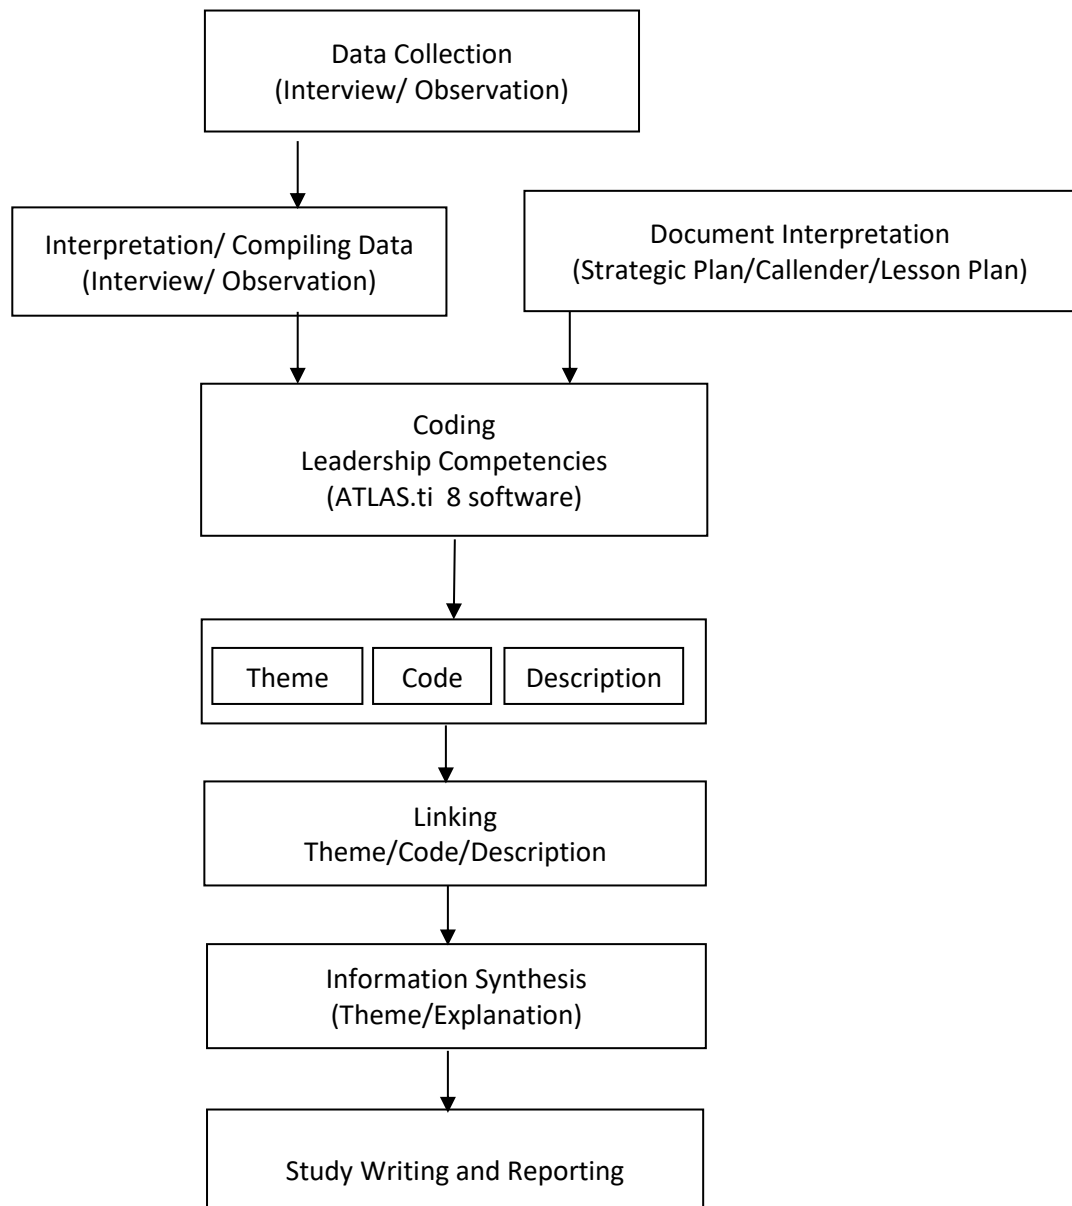 Data Collection
(Interview/ Observation)
Interpretation/ Compiling Data
(Interview/ Observation)
Document Interpretation
(Strategic Plan/Callender/Lesson Plan)
Coding
Leadership Competencies
(ATLAS.ti  8 software)
Theme
Code
Description
Linking
Theme/Code/Description
Information Synthesis
(Theme/Explanation)
Study Writing and Reporting